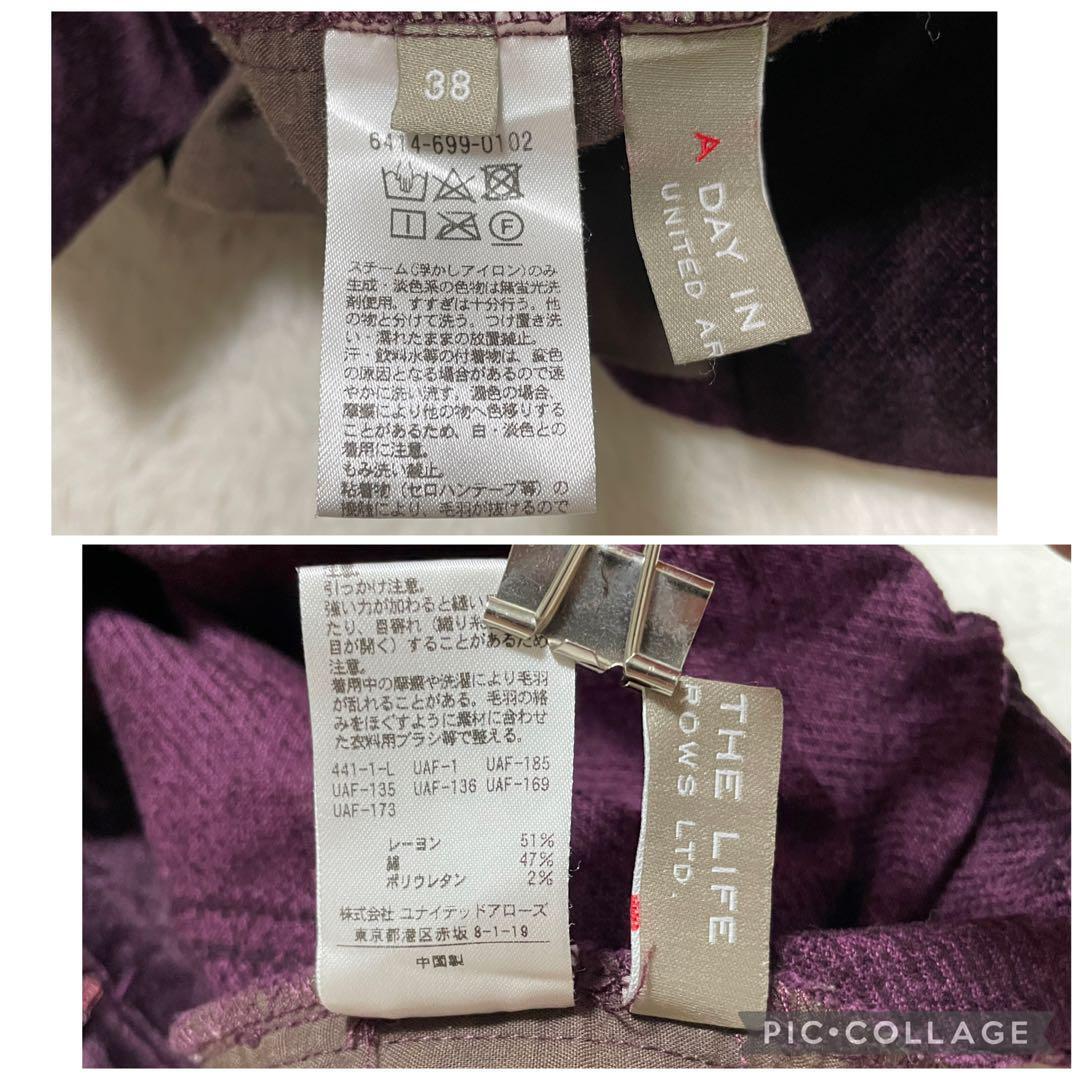 38
6414-699-0102
F
スチーム(浮かしアイロン)のみ
生成・淡色系の色物は無蛍光洗
剤使用。すすぎは十分行う。他
の物と分けて洗う。つけ置き洗
い・濡れたままの放置禁止。
汗・飲料水等の付着物は、変色
の原因となる場合があるので速
やかに洗い流す。濃色の場合、
摩擦により他の物へ色移りする
ことがあるため、白・淡色との
着用に注意。
もみ洗い禁止。
粘着物(セロハンテープ等)の
接触により、毛羽が抜けるので
A DAY IN
UNITED AR
注意。
引っかけ注意。
強い力が加わると縫い
たり、目寄れ(織り
目が開く)することがあるため
注意。
着用中の摩擦や洗濯により毛羽
が乱れることがある。毛羽の絡
みをほぐすように素材に合わせ
た衣料用ブラシ等で整える。
441-1-L UAF-1 UAF-185
UAF-135 UAF-136 UAF-169
UAF-173
レーヨン 51%
綿 47%
ポリウレタン 2%
株式会社 ユナイテッドアローズ
東京都港区赤坂8-1-19
中国製
THE LIFE
ROWS LTD.
PIC•COLLAGE